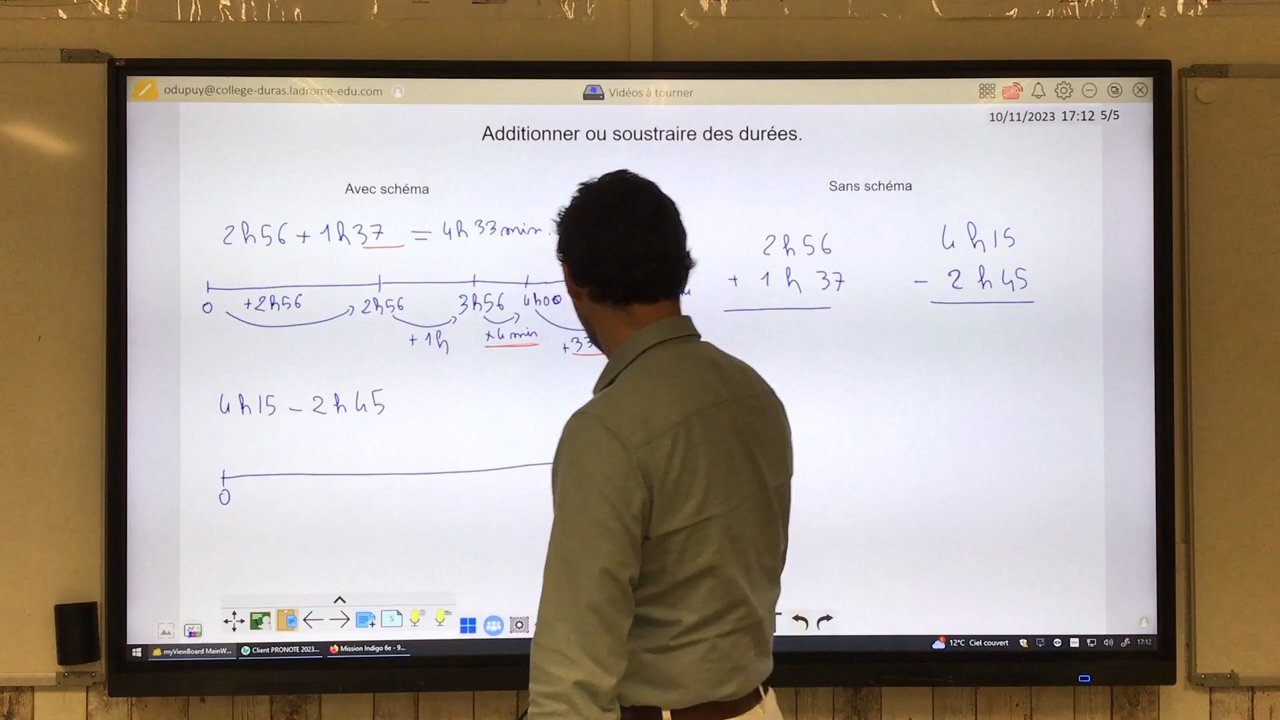 odupuy@college-duras.ladrome-edu.com
Vidéos à tourner
10/11/2023 17:12 5/5
Additionner ou soustraire des durées.
Avec schéma
Sans schéma
2h56 + 1h37 = 4h33min.
0 +2h56 2h56 3h56 4h00
+1h +4min +33
4h15 - 2h45
0
2h56
+ 1h 37
4h15
- 2h45
12°C Ciel couvert
17:12
myViewBoard MainW...
Client PRONOTE 2023...
Mission Indigo 6e - 9...